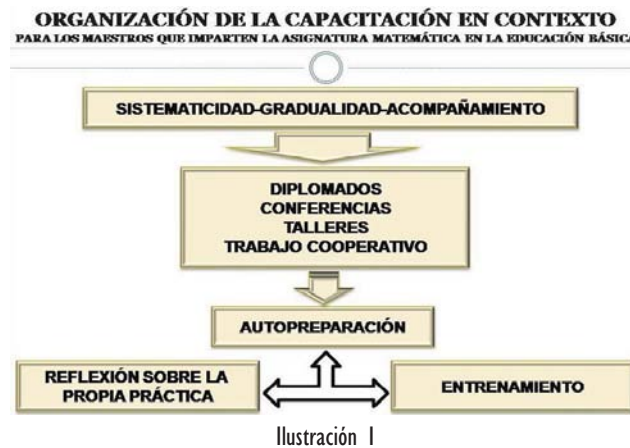 ORGANIZACIÓN DE LA CAPACITACIÓN EN CONTEXTO
PARA LOS MAESTROS QUE IMPARTEN LA ASIGNATURA MATEMÁTICA EN LA EDUCACIÓN BÁSICA
SISTEMATICIDAD-GRADUALIDAD-ACOMPAÑAMIENTO
DIPLOMADOS
CONFERENCIAS
TALLERES
TRABAJO COOPERATIVO
AUTOPREPARACIÓN
REFLEXIÓN SOBRE LA
PROPIA PRÁCTICA
ENTRENAMIENTO
Ilustración 1